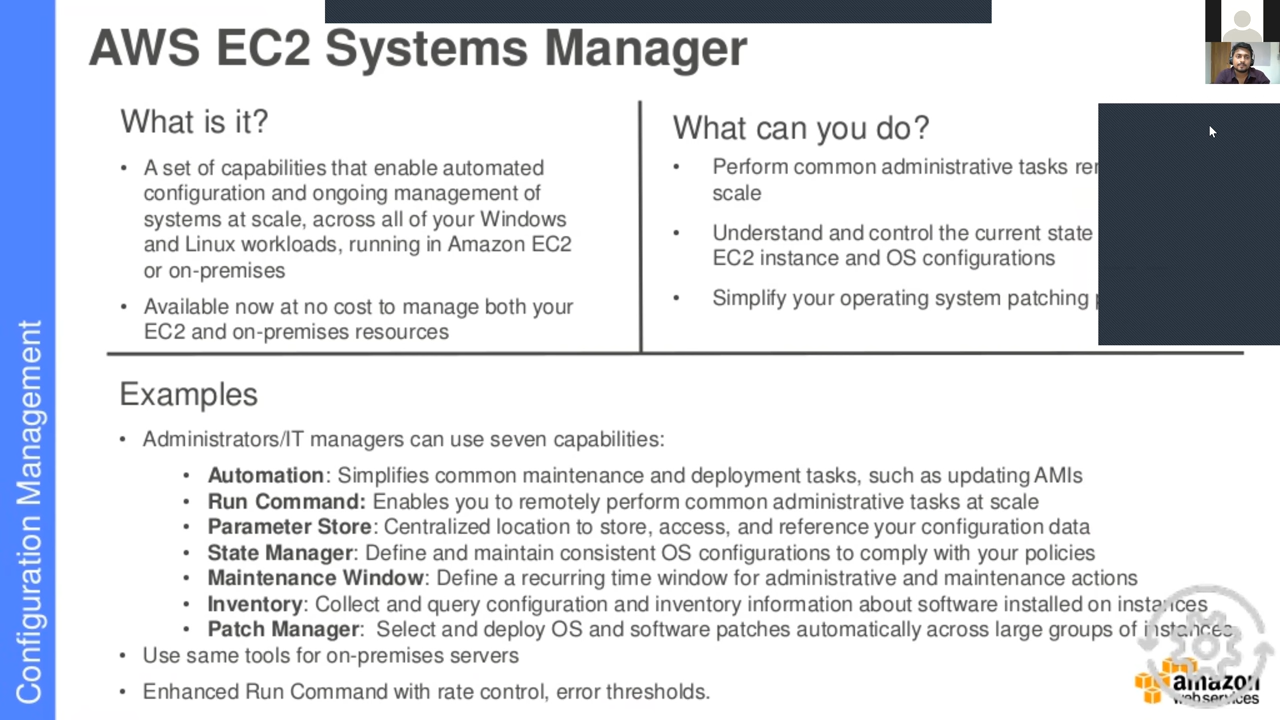 AWS EC2 Systems Manager
What is it?
• A set of capabilities that enable automated
configuration and ongoing management of
systems at scale, across all of your Windows
and Linux workloads, running in Amazon EC2
or on-premises
• Available now at no cost to manage both your
EC2 and on-premises resources
What can you do?
• Perform common administrative tasks
scale
• Understand and control the current state
EC2 instance and OS configurations
• Simplify your operating system patching
Examples
• Administrators/IT managers can use seven capabilities:
• Automation: Simplifies common maintenance and deployment tasks, such as updating AMIs
• Run Command: Enables you to remotely perform common administrative tasks at scale
• Parameter Store: Centralized location to store, access, and reference your configuration data
• State Manager: Define and maintain consistent OS configurations to comply with your policies
• Maintenance Window: Define a recurring time window for administrative and maintenance actions
• Inventory: Collect and query configuration and inventory information about software installed on instances
• Patch Manager: Select and deploy OS and software patches automatically across large groups of instances
• Use same tools for on-premises servers
• Enhanced Run Command with rate control, error thresholds.
Configuration Management
amazon
web services